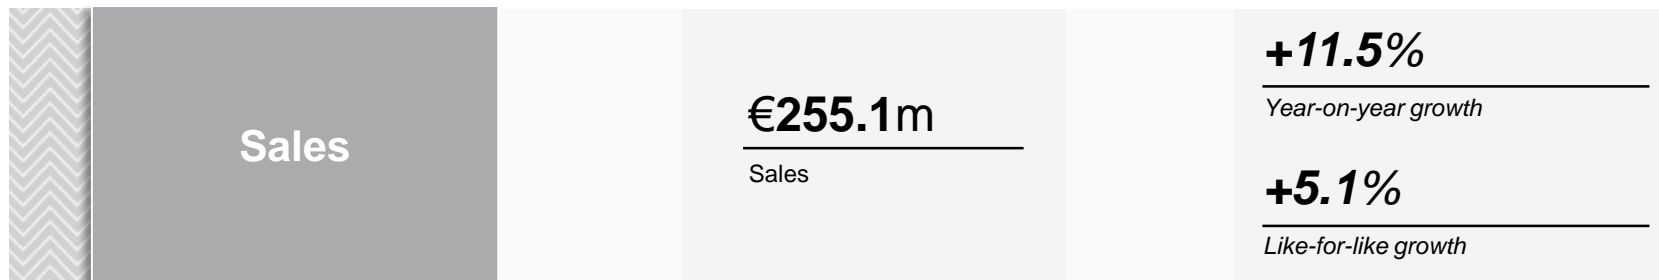 Sales
€255.1m
Sales
+11.5%
Year-on-year growth
+5.1%
Like-for-like growth